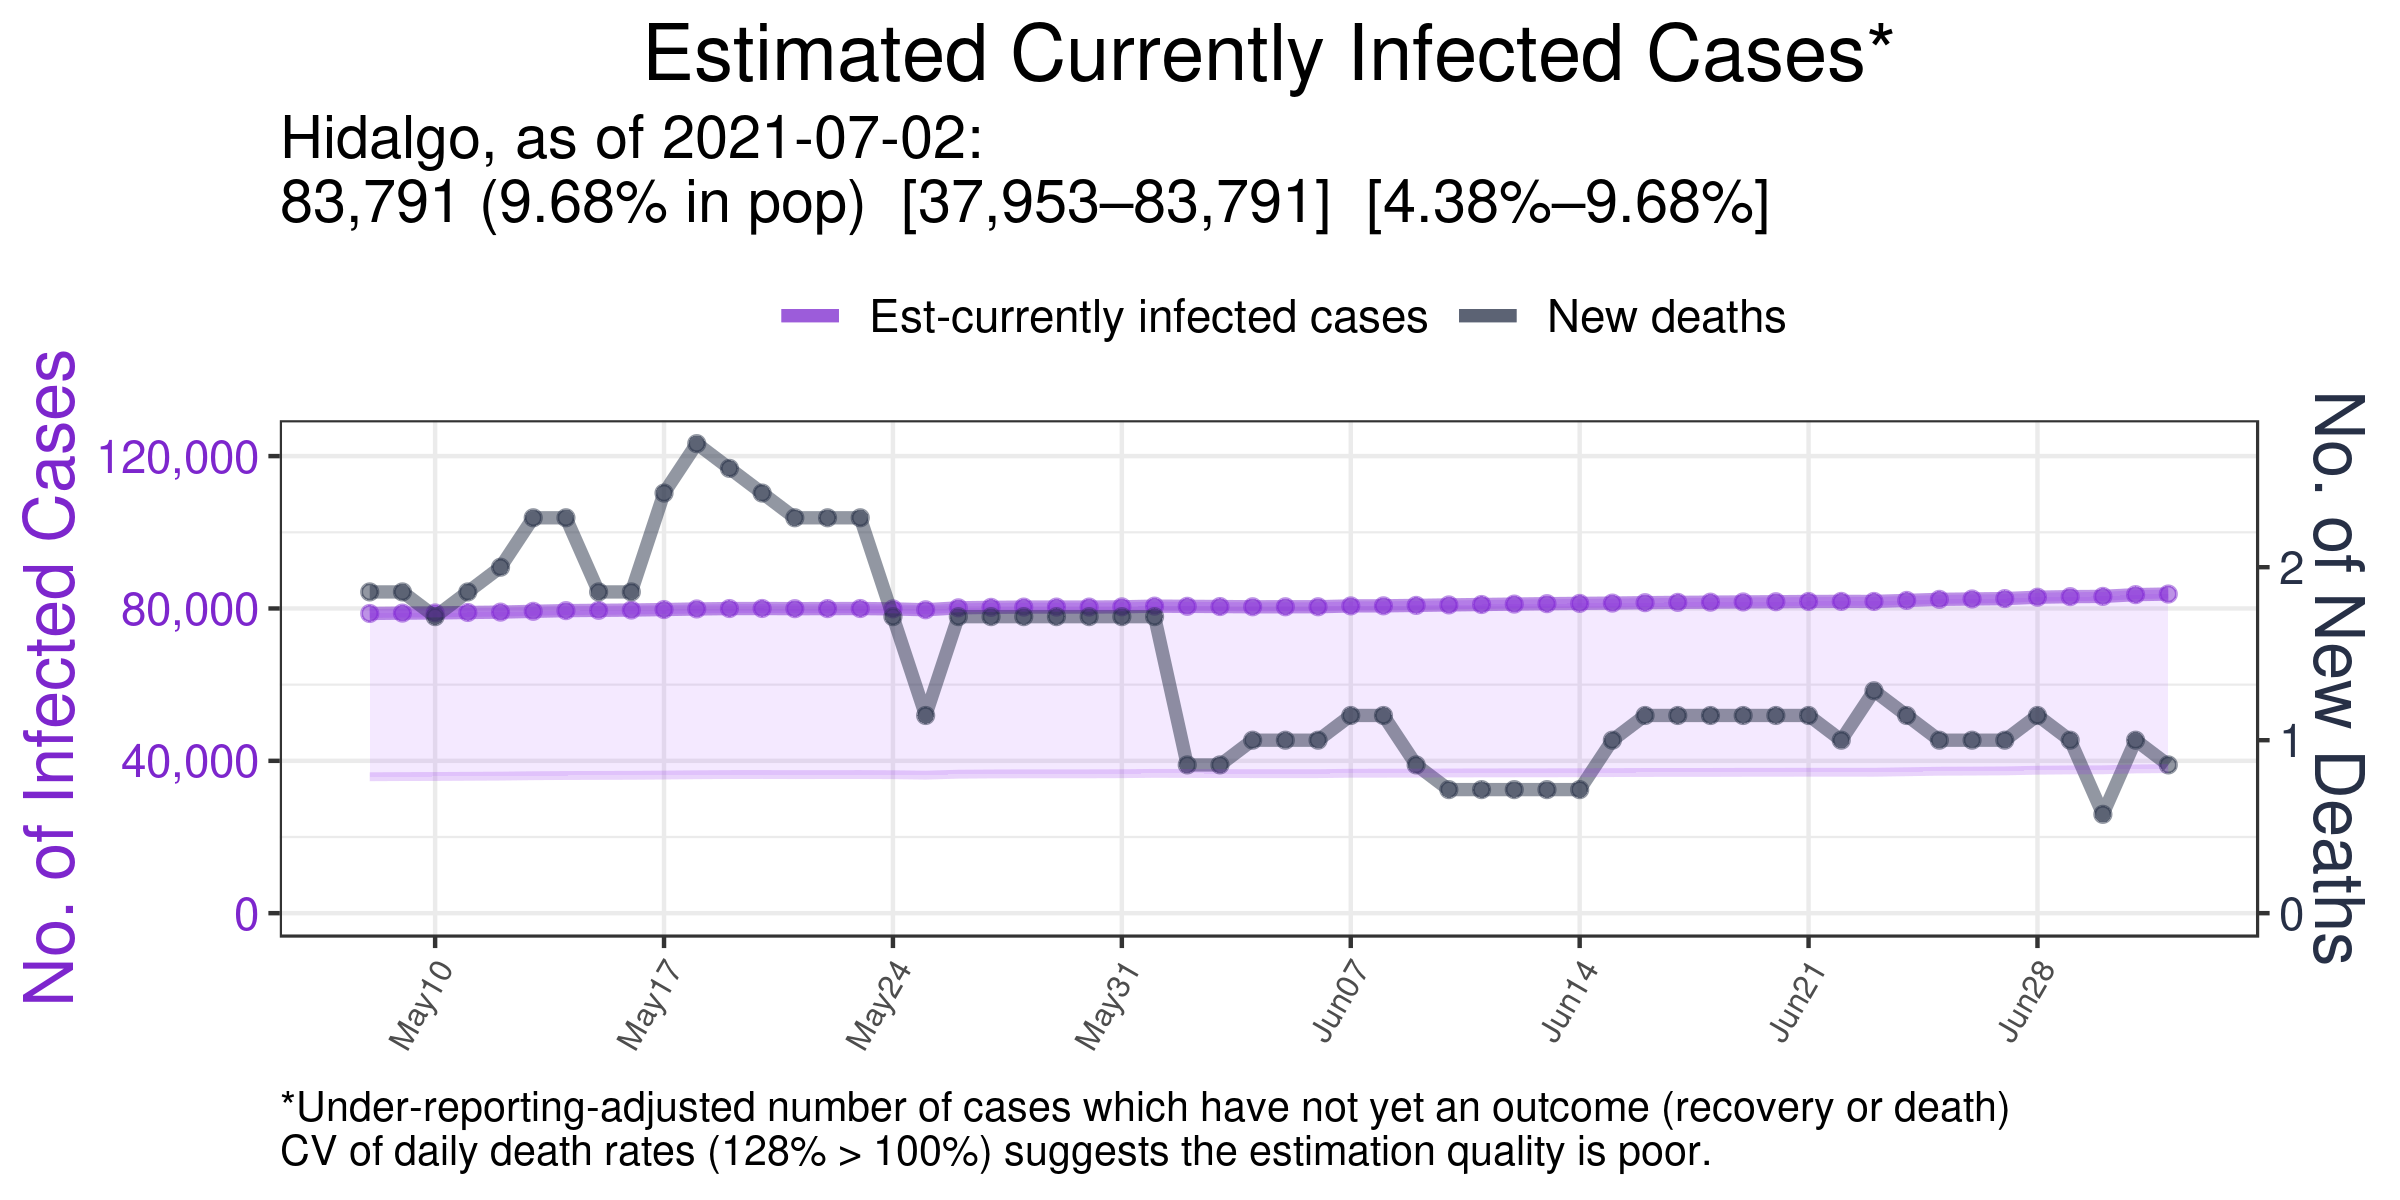 Estimated Currently Infected Cases*
Hidalgo, as of 2021-07-02:
83,791 (9.68% in pop)  [37,953–83,791]  [4.38%–9.68%]
Est-currently infected cases
New deaths
No. of Infected Cases
120,000
80,000
40,000
0
2
1
0
No. of New Deaths
May10
May17
May24
May31
Jun07
Jun14
Jun21
Jun28
*Under-reporting-adjusted number of cases which have not yet an outcome (recovery or death)
CV of daily death rates (128% > 100%) suggests the estimation quality is poor.